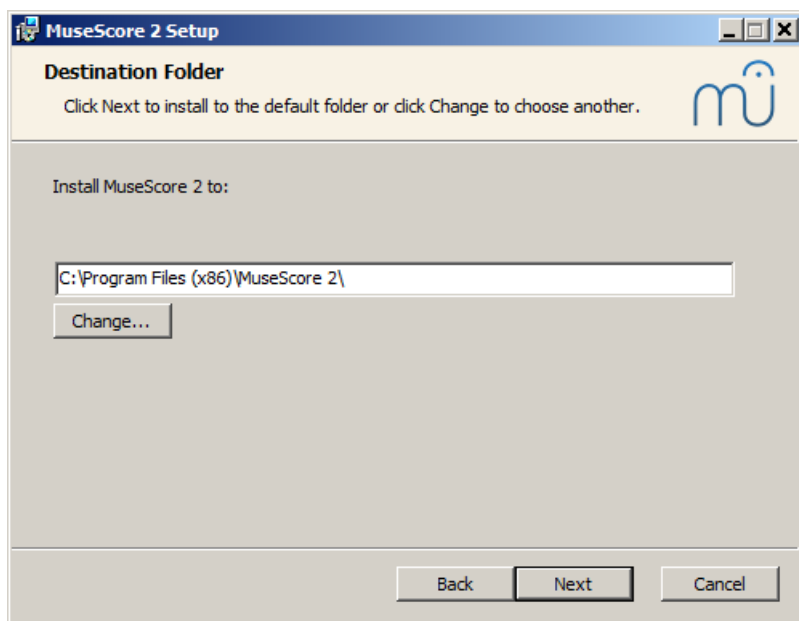 MuseScore 2 Setup
Destination Folder
Click Next to install to the default folder or click Change to choose another.
Install MuseScore 2 to:
C:\Program Files (x86)\MuseScore 2\
Change...
Back Next Cancel